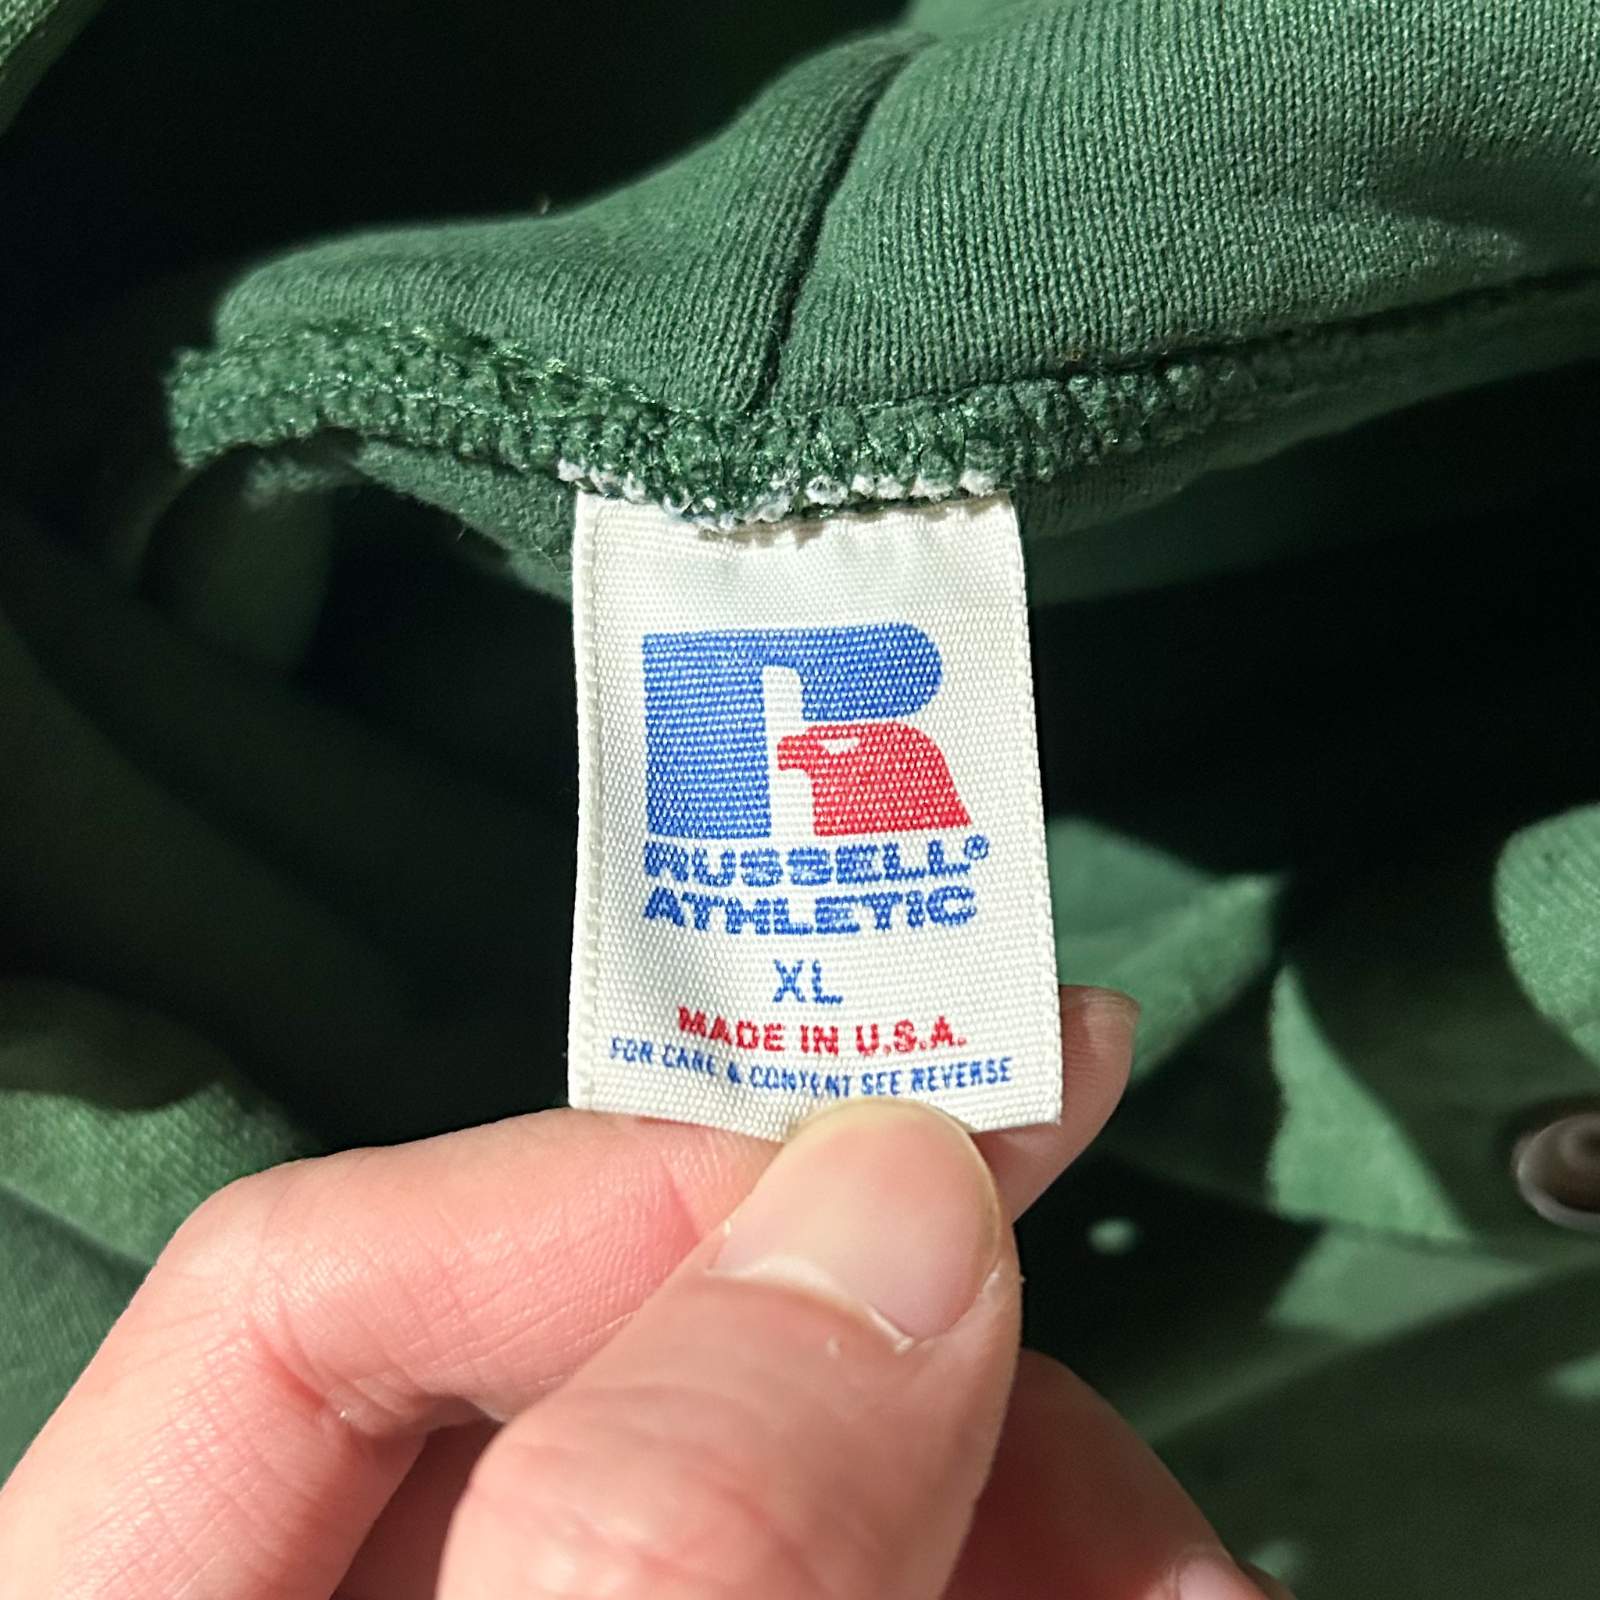 R
RUSSELL®
ATHLETIC
XL
MADE IN U.S.A.
FOR CARE & CONTENT SEE REVERSE